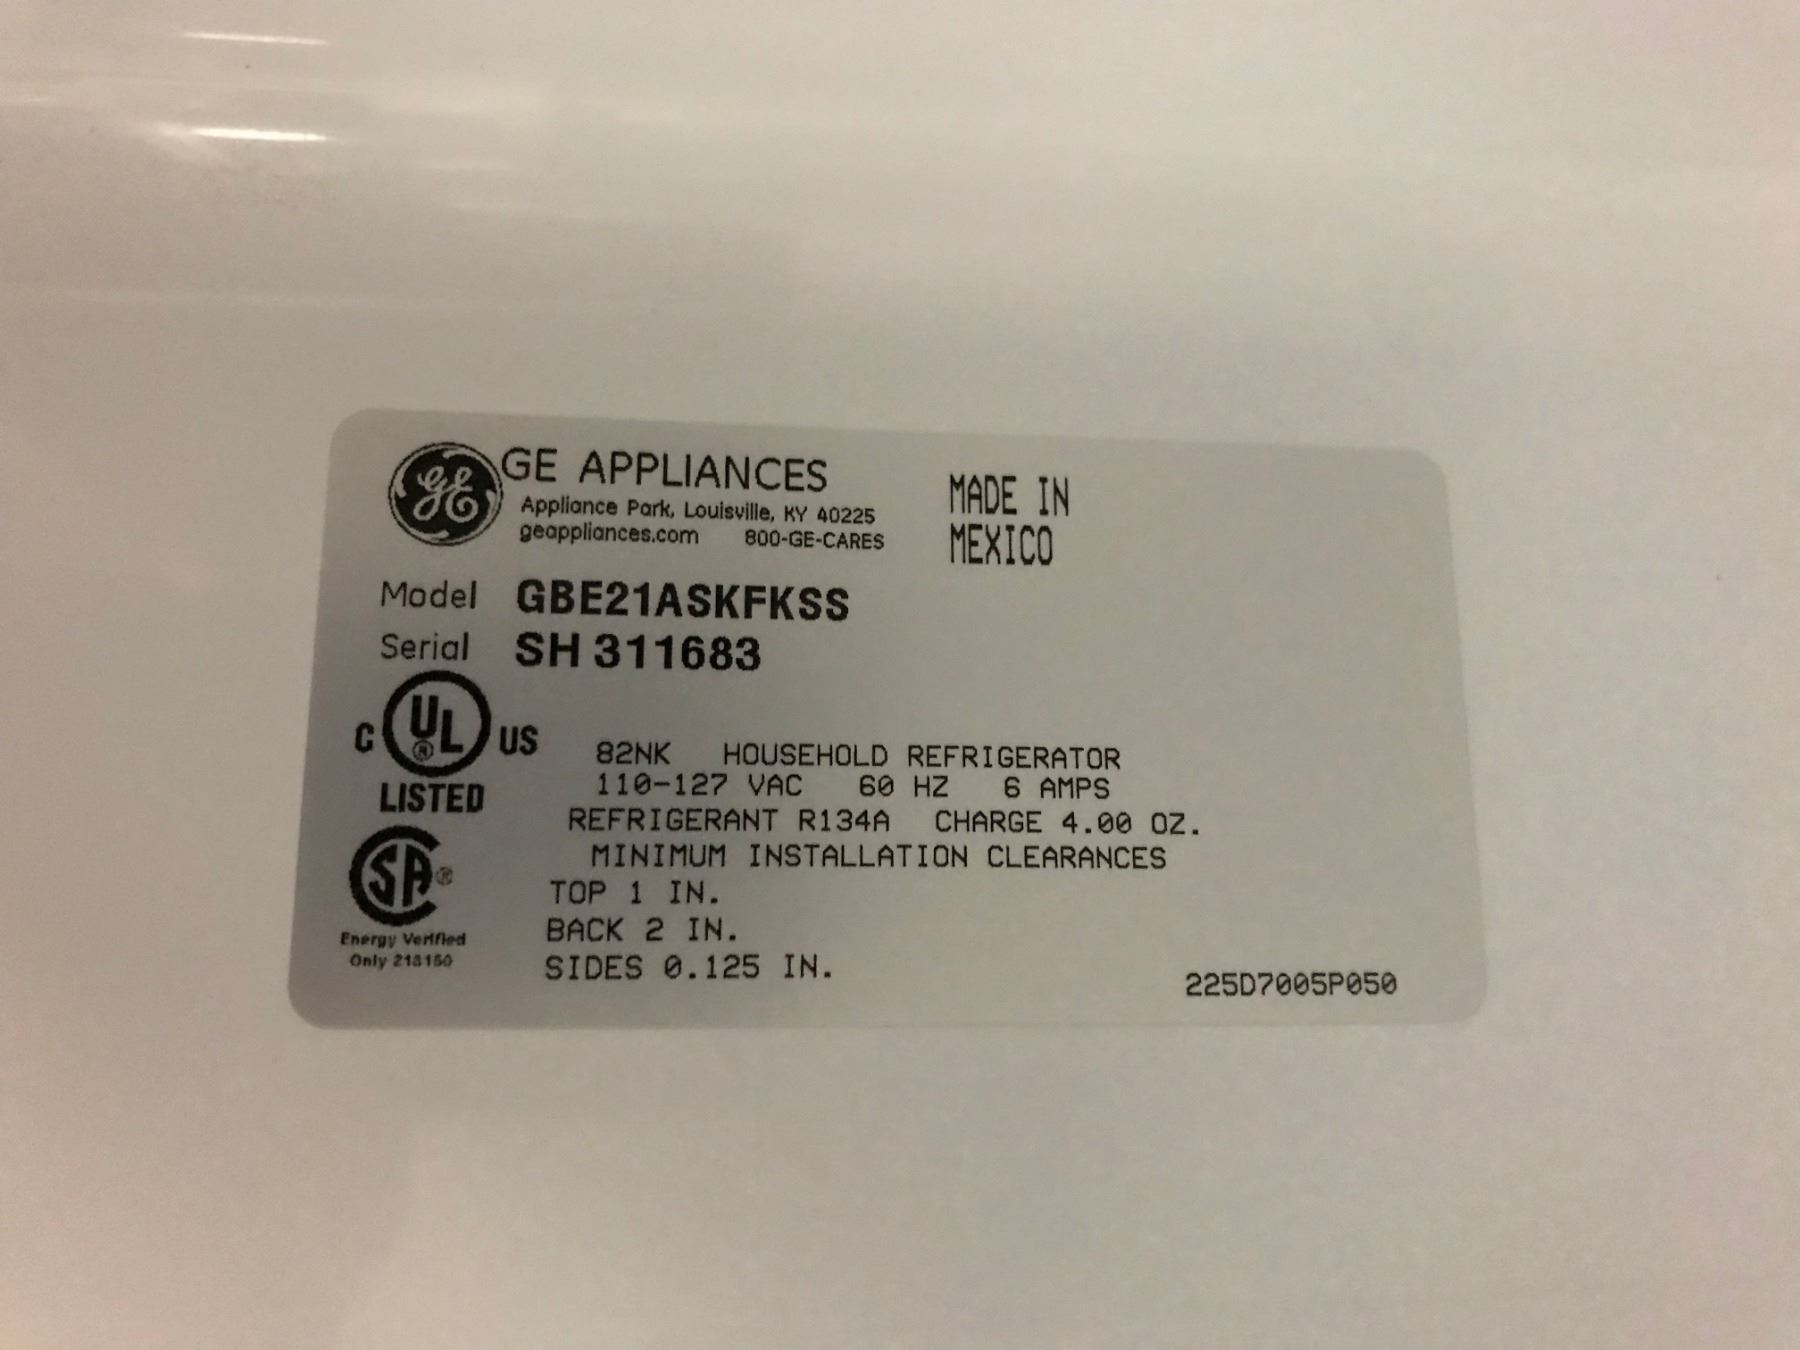 GE APPLIANCES
Appliance Park, Louisville, KY 40225
geappliances.com 800-GE-CARES
MADE IN
MEXICO
Model GBE21ASKFKSS
Serial SH 311683
C UL® US
LISTED
SA®
Energy Verified
Only
82NK HOUSEHOLD REFRIGERATOR
110-127 VAC 60 HZ 6 AMPS
REFRIGERANT R134A CHARGE 4.00 OZ.
MINIMUM INSTALLATION CLEARANCES
TOP 1 IN.
BACK 2 IN.
SIDES 0.125 IN.
225D7005P050